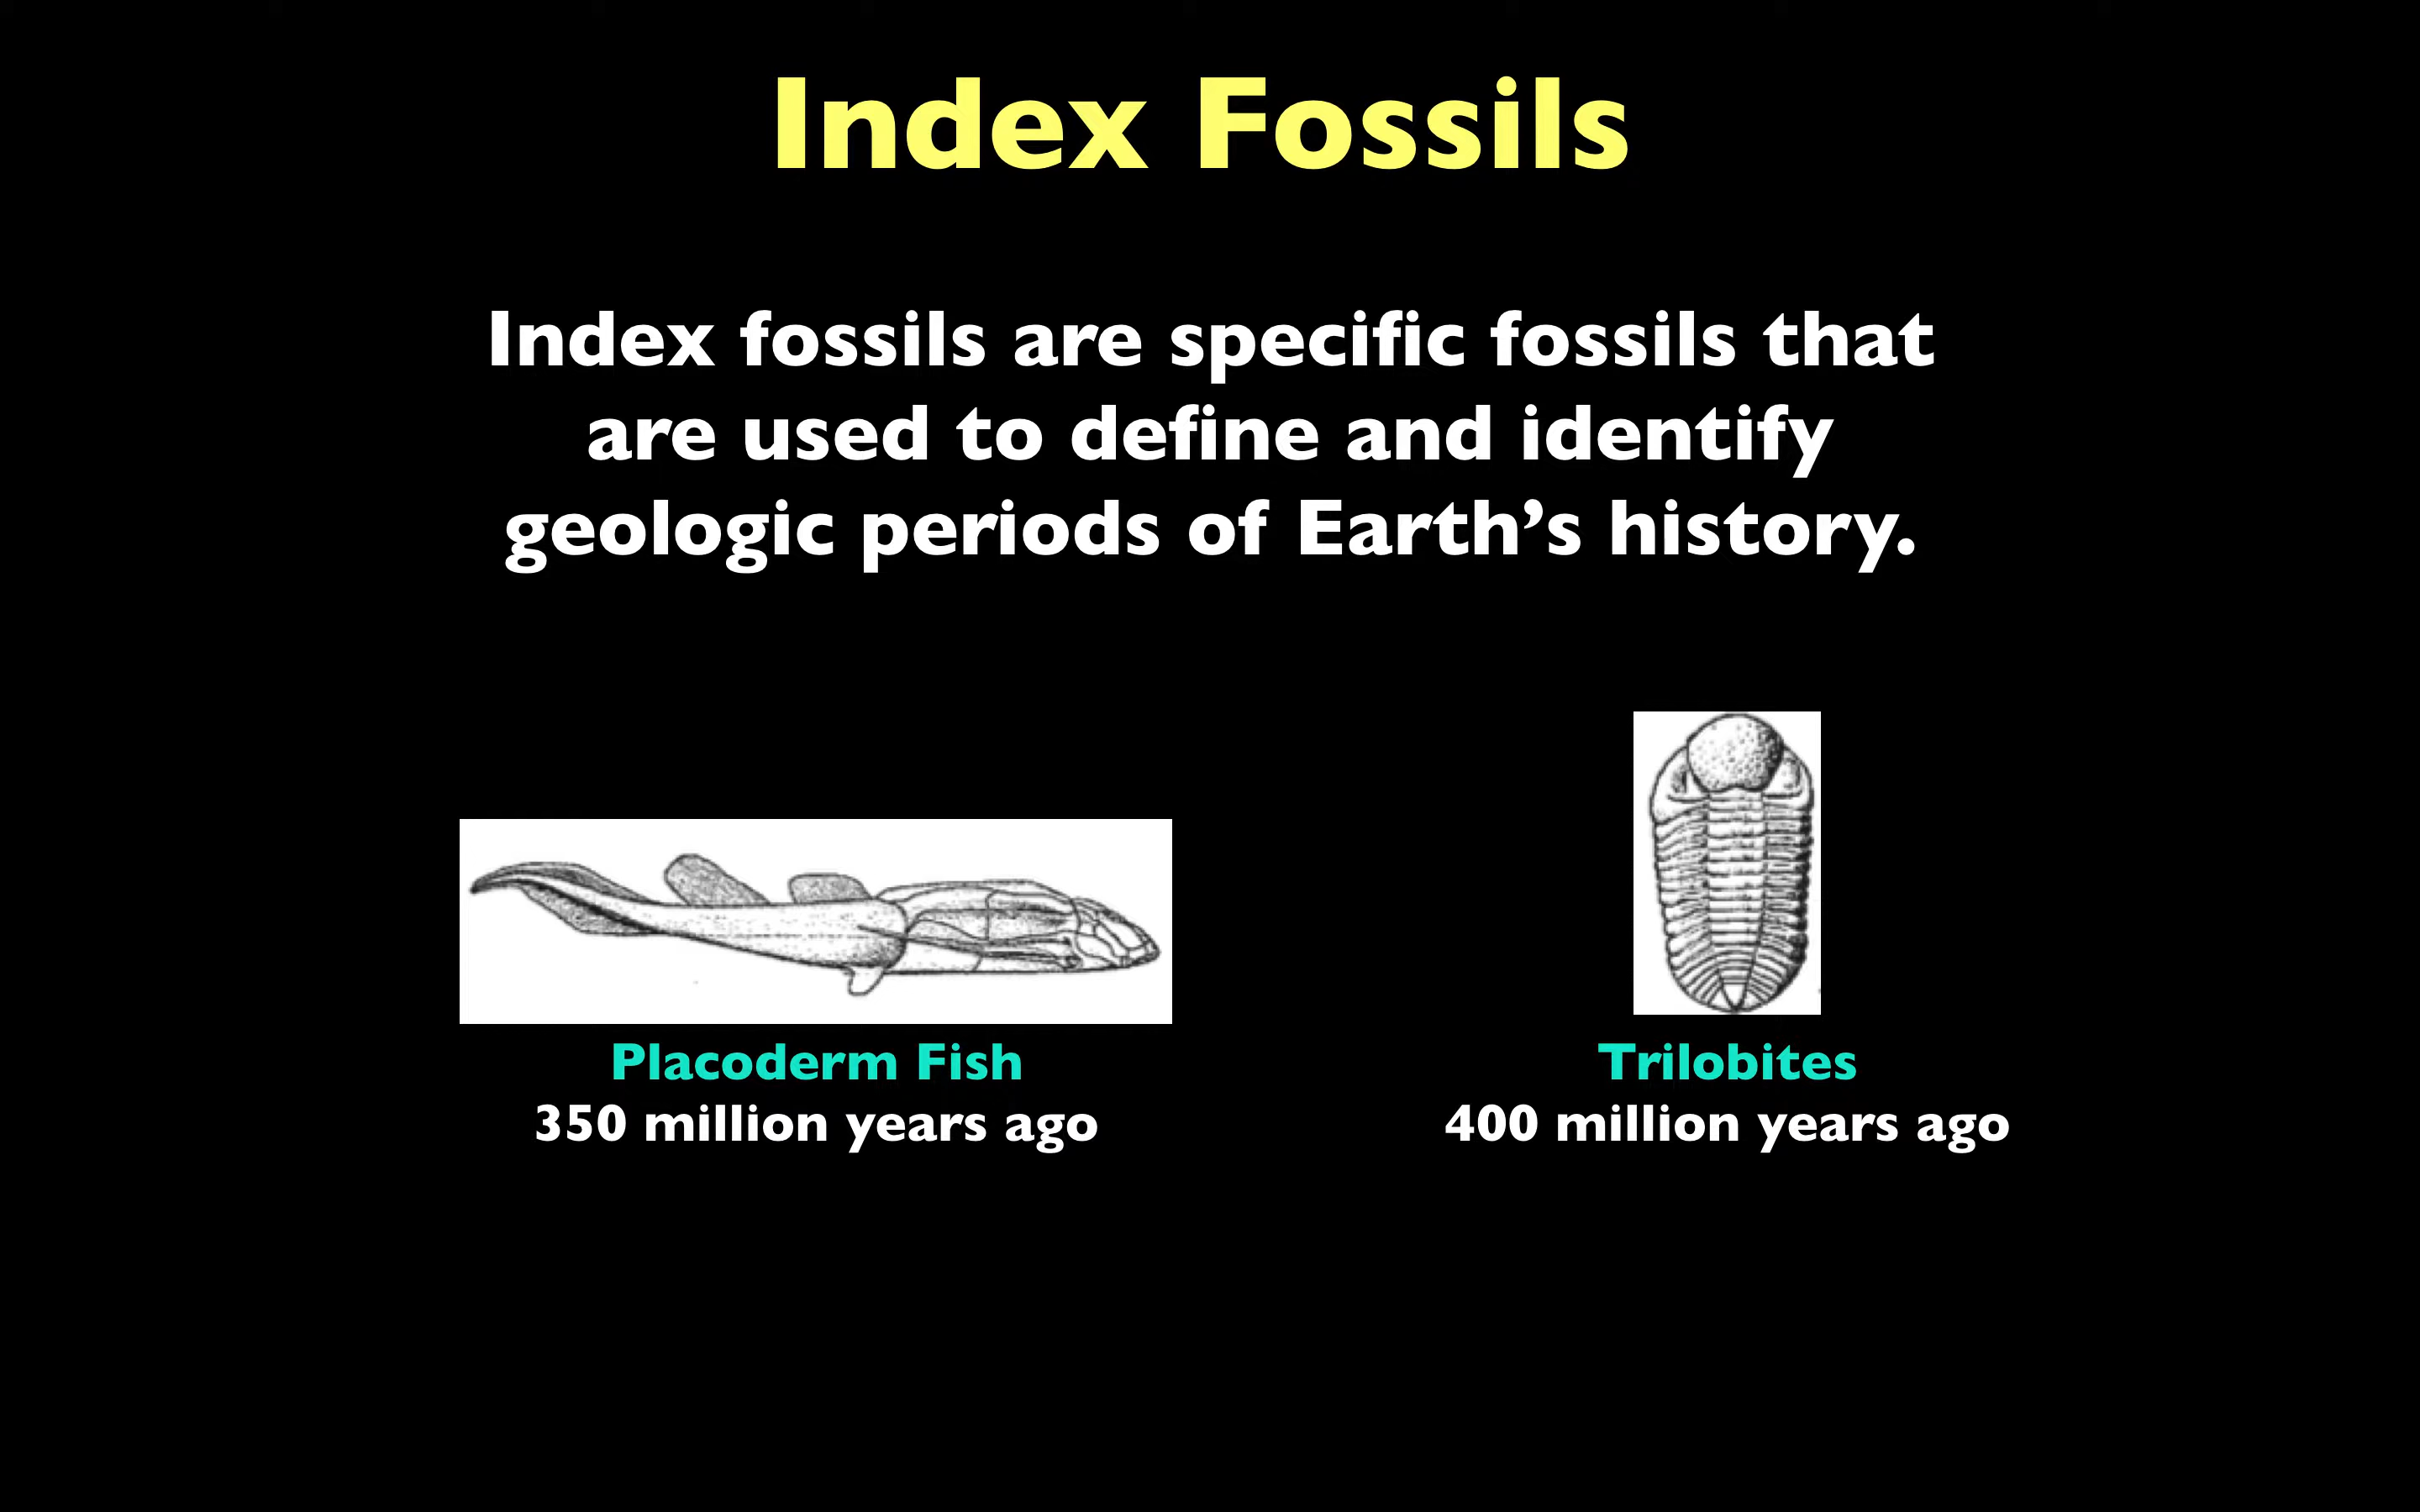 Index Fossils
Index fossils are specific fossils that
are used to define and identify
geologic periods of Earth’s history.
Placoderm Fish
350 million years ago
Trilobites
400 million years ago